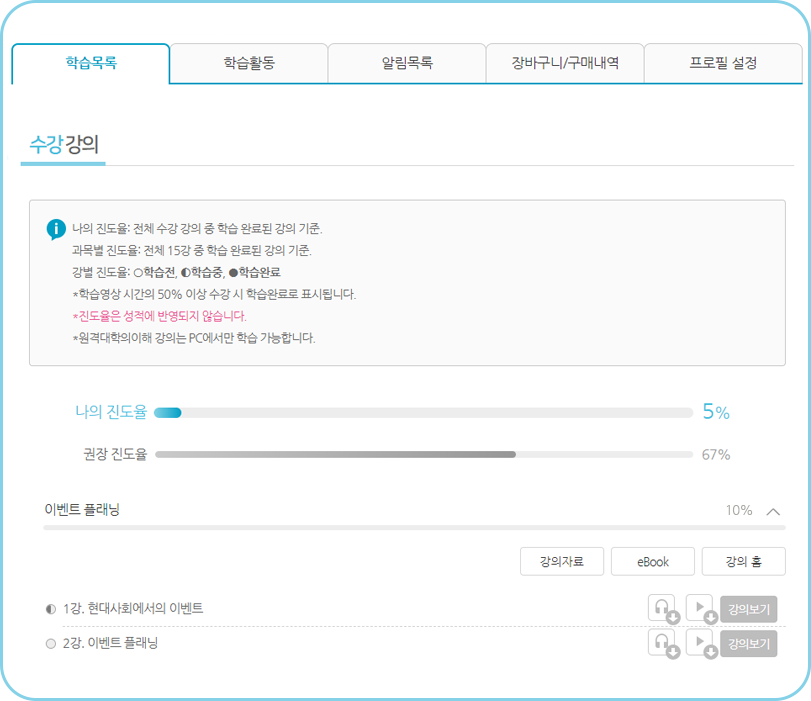 학습목록 학습활동 알림목록 장바구니/구매내역 프로필 설정
수강 강의
나의 진도율: 전체 수강 강의 중 학습 완료된 강의 기준.
과목별 진도율: 전체 15강 중 학습 완료된 강의 기준.
강별 진도율: ○학습전, ◐학습중, ●학습완료
*학습영상 시간의 50% 이상 수강 시 학습완료로 표시됩니다.
*진도율은 성적에 반영되지 않습니다.
*원격대학의이해 강의는 PC에서만 학습 가능합니다.
나의 진도율 5%
권장 진도율 67%
이벤트 플래닝 10%
강의자료 eBook 강의 홈
1강. 현대사회에서의 이벤트 강의보기
2강. 이벤트 플래닝 강의보기